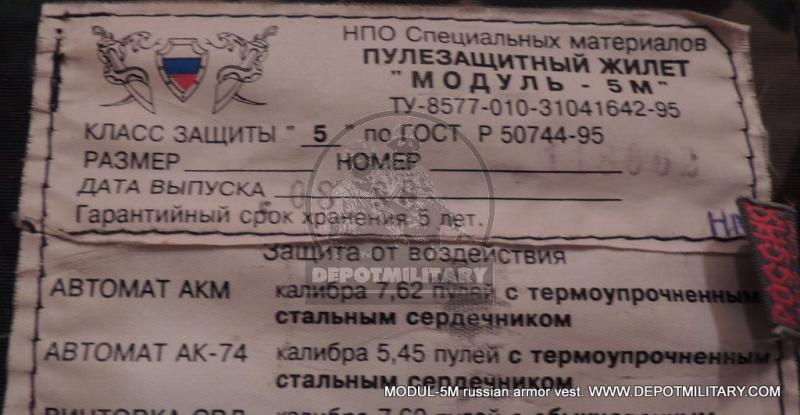 НПО Специальных материалов
ПУЛЕЗАЩИТНЫЙ ЖИЛЕТ
"МОДУЛЬ - 5М"
ТУ-8577-010-31041642-95
КЛАСС ЗАЩИТЫ " 5 " по ГОСТ Р 50744-95
РАЗМЕР НОМЕР
ДАТА ВЫПУСКА 08
Гарантийный срок хранения 5 лет.
Защита от воздействия
DEPOTMILITARY
АВТОМАТ АКМ калибра 7,62 пулей с термоупрочненным
стальным сердечником
АВТОМАТ АК-74 калибра 5,45 пулей с термоупрочненным
стальным сердечником
РОССИЯ
MODUL-5M russian armor vest. WWW.DEPOTMILITARY.COM